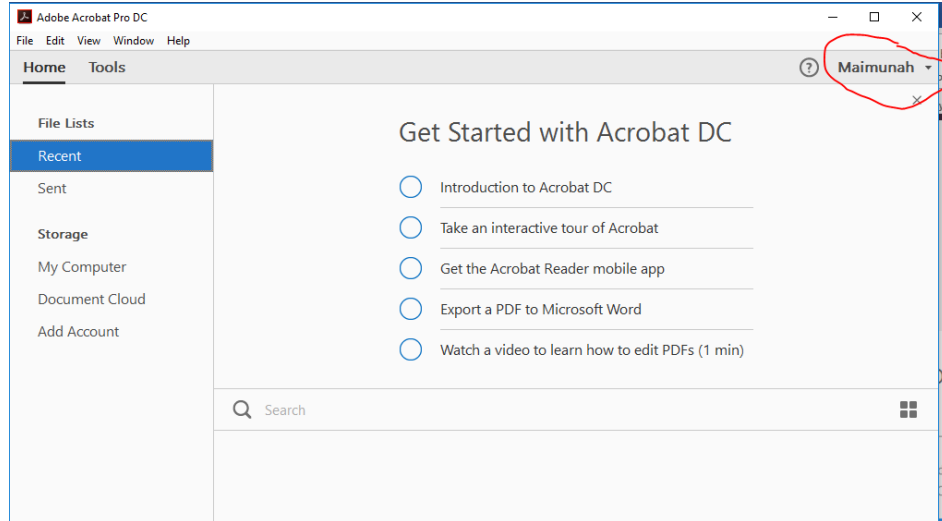 Adobe Acrobat Pro DC
File Edit View Window Help
Home Tools Maimunah
File Lists
Recent
Sent
Storage
My Computer
Document Cloud
Add Account
Get Started with Acrobat DC
Introduction to Acrobat DC
Take an interactive tour of Acrobat
Get the Acrobat Reader mobile app
Export a PDF to Microsoft Word
Watch a video to learn how to edit PDFs (1 min)
Search